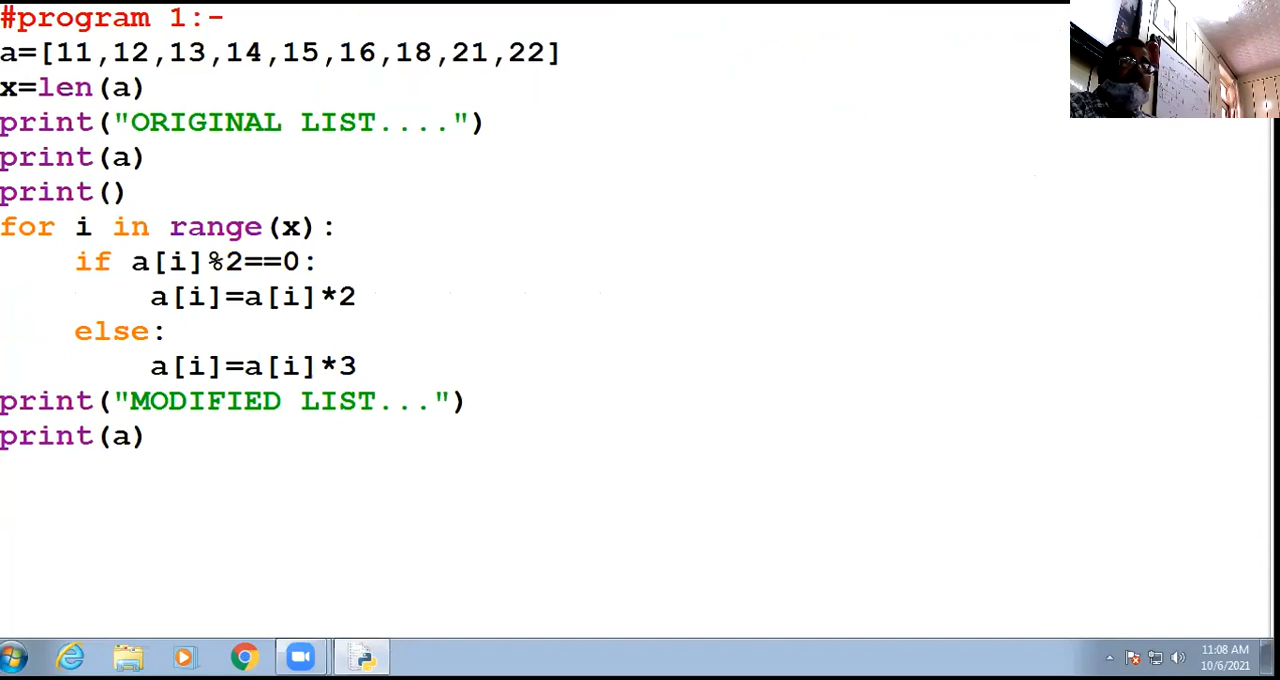 #program 1:-
a=[11,12,13,14,15,16,18,21,22]
x=len(a)
print("ORIGINAL LIST....")
print(a)
print()
for i in range(x):
    if a[i]%2==0:
        a[i]=a[i]*2
    else:
        a[i]=a[i]*3
print("MODIFIED LIST...")
print(a)
11:08 AM
10/6/2021